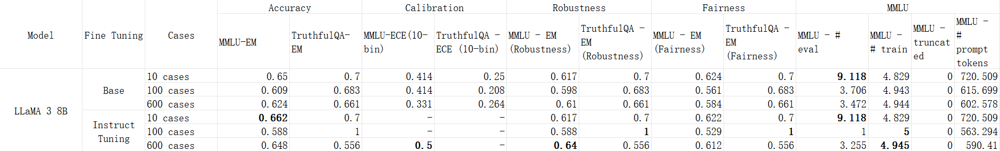 Accuracy Calibration Robustness Fairness MMLU
Model Fine Tuning Cases MMLU-EM TruthfulQA-EM MMLU-ECE(10-bin) TruthfulQA - ECE (10-bin) MMLU - EM (Robustness) TruthfulQA - EM (Robustness) MMLU - EM (Fairness) TruthfulQA - EM (Fairness) MMLU - # eval MMLU - # train MMLU - truncated MMLU - # prompt tokens
LLaMA 3 8B
Base
10 cases 0.65 0.7 0.414 0.25 0.617 0.7 0.624 0.7 9.118 4.829 0 720.509
100 cases 0.609 0.683 0.414 0.208 0.598 0.683 0.561 0.683 3.706 4.943 0 615.699
600 cases 0.624 0.661 0.331 0.264 0.61 0.661 0.584 0.661 3.472 4.944 0 602.578
Instruct Tuning
10 cases 0.662 0.7 - - 0.617 0.7 0.622 0.7 9.118 4.829 0 720.509
100 cases 0.588 1 - - 0.588 1 0.529 1 1 5 0 563.294
600 cases 0.648 0.556 0.5 - 0.64 0.556 0.612 0.556 3.255 4.945 0 590.41